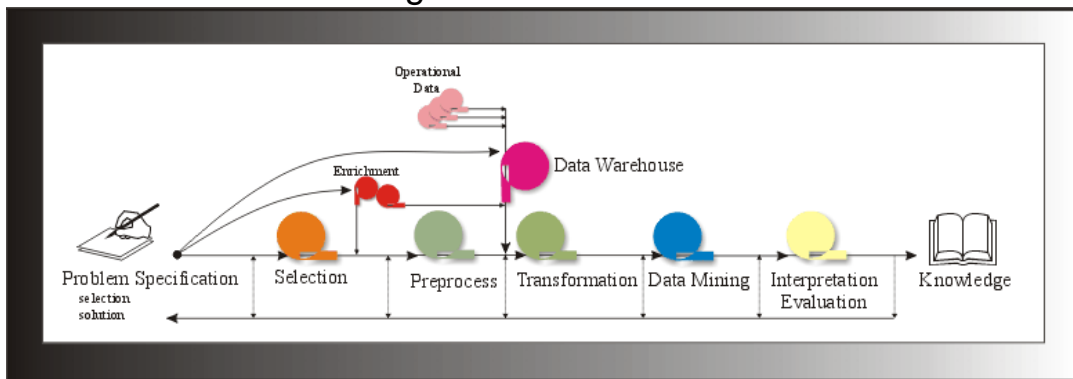 Operational
Data
Data Warehouse
Enrichment
Problem Specification
selection
solution
Selection
Preprocess
Transformation
Data Mining
Interpretation
Evaluation
Knowledge